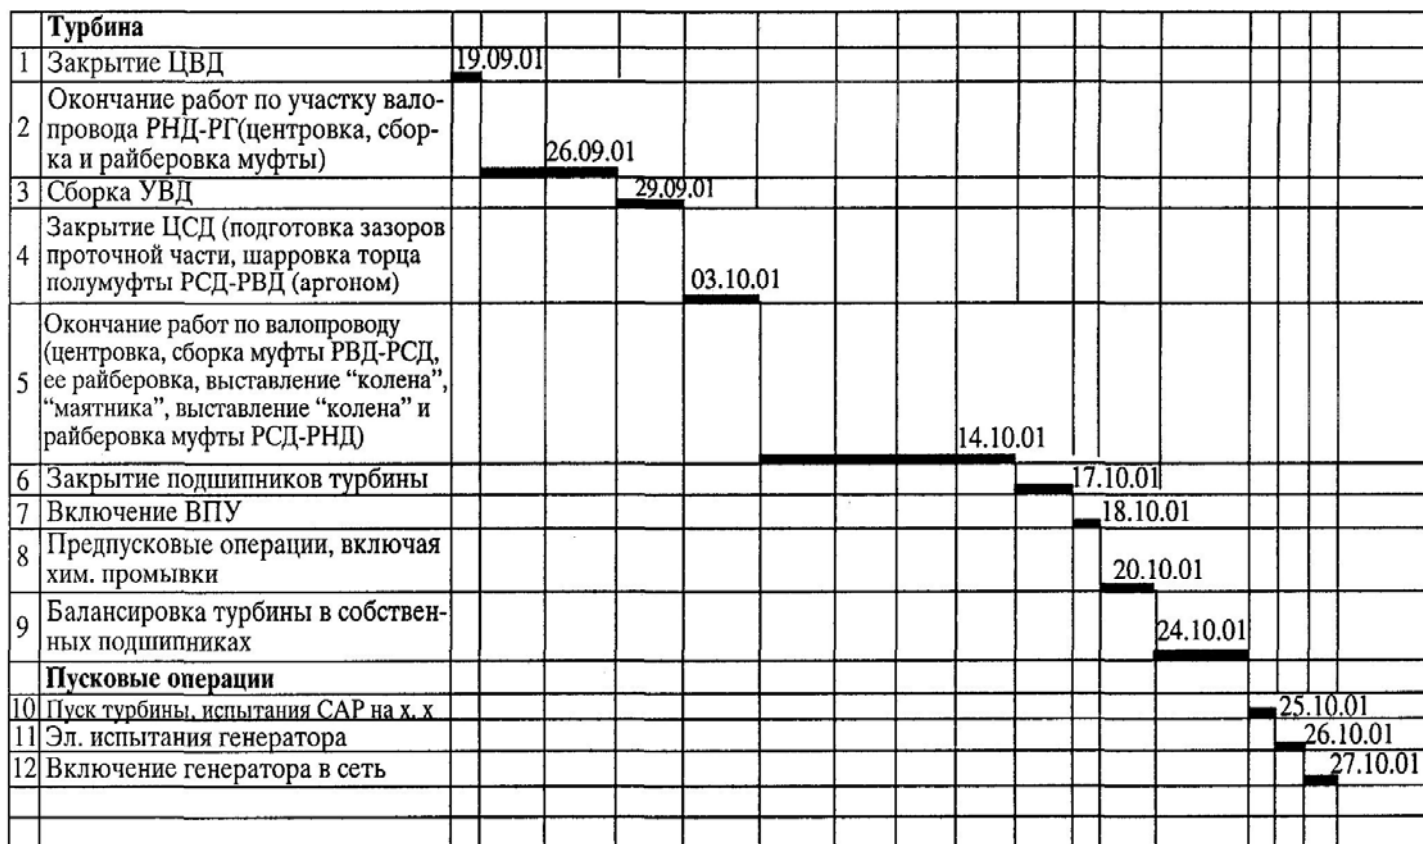 Турбина
1 Закрытие ЦВД 19.09.01
Окончание работ по участку вало-
2 провода РНД-РГ(центровка, сбор-
ка и райберовка муфты) 26.09.01
3 Сборка УВД 29.09.01
Закрытие ЦСД (подготовка зазоров
4 проточной части, шарровка торца
полумуфты РСД-РВД (аргоном) 03.10.01
Окончание работ по валопроводу
(центровка, сборка муфты РВД-РСД,
5 ее райберовка, выставление “колена”,
“маятника”, выставление “колена” и
райберовка муфты РСД-РНД) 14.10.01
6 Закрытие подшипников турбины 17.10.01
7 Включение ВПУ 18.10.01
8 Предпусковые операции, включая
хим. промывки 20.10.01
9 Балансировка турбины в собствен-
ных подшипниках 24.10.01
Пусковые операции
10 Пуск турбины, испытания САР на х. х 25.10.01
11 Эл. испытания генератора 26.10.01
12 Включение генератора в сеть 27.10.01